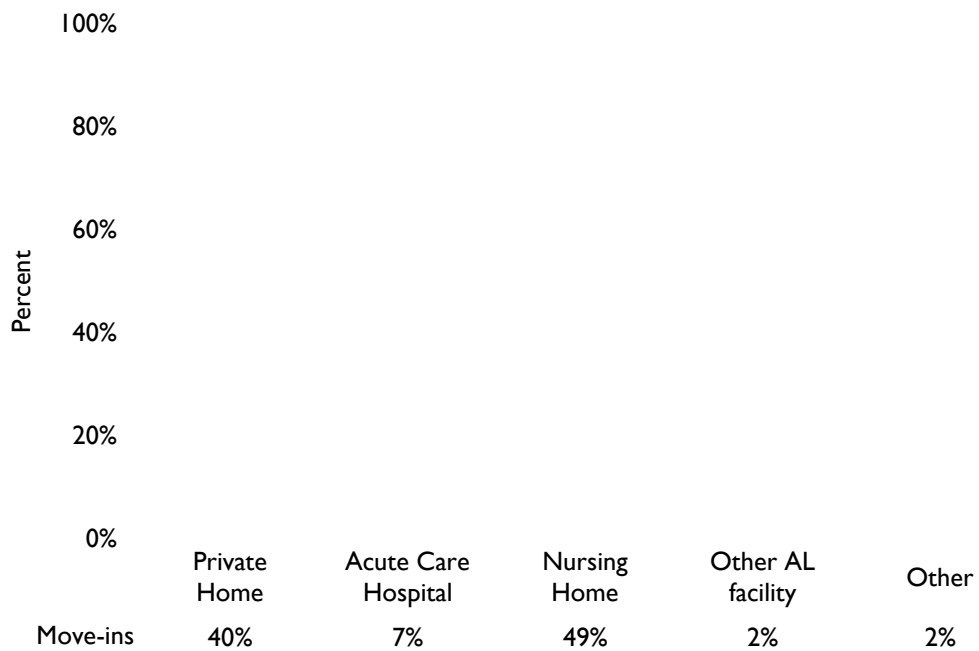 100%
80%
60%
40%
20%
0%
Percent
Private
Home
Acute Care
Hospital
Nursing
Home
Other AL
facility
Other
Move-ins 40% 7% 49% 2% 2%